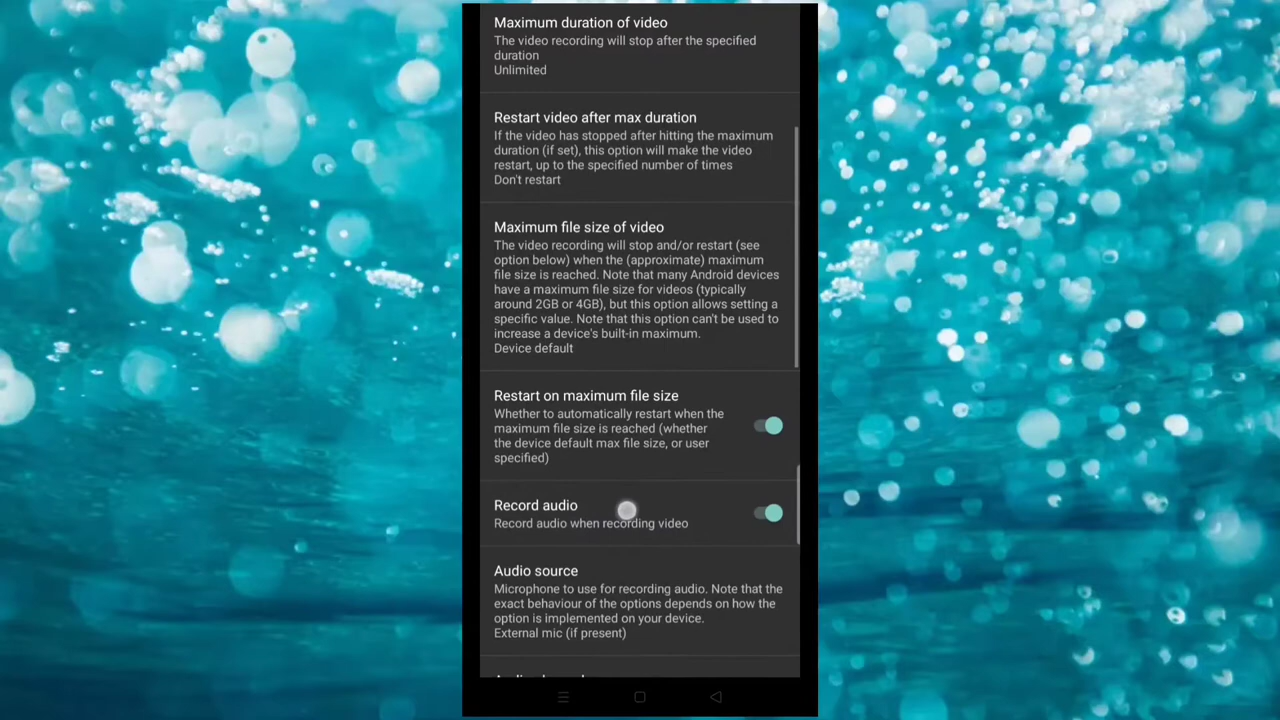 Maximum duration of video
The video recording will stop after the specified
duration
Unlimited
Restart video after max duration
If the video has stopped after hitting the maximum
duration (if set), this option will make the video
restart, up to the specified number of times
Don't restart
Maximum file size of video
The video recording will stop and/or restart (see
option below) when the (approximate) maximum
file size is reached. Note that many Android devices
have a maximum file size for videos (typically
around 2GB or 4GB), but this option allows setting a
specific value. Note that this option can't be used to
increase a device's built-in maximum.
Device default
Restart on maximum file size
Whether to automatically restart when the
maximum file size is reached (whether
the device default max file size, or user
specified)
Record audio
Record audio when recording video
Audio source
Microphone to use for recording audio. Note that the
exact behaviour of the options depends on how the
option is implemented on your device.
External mic (if present)